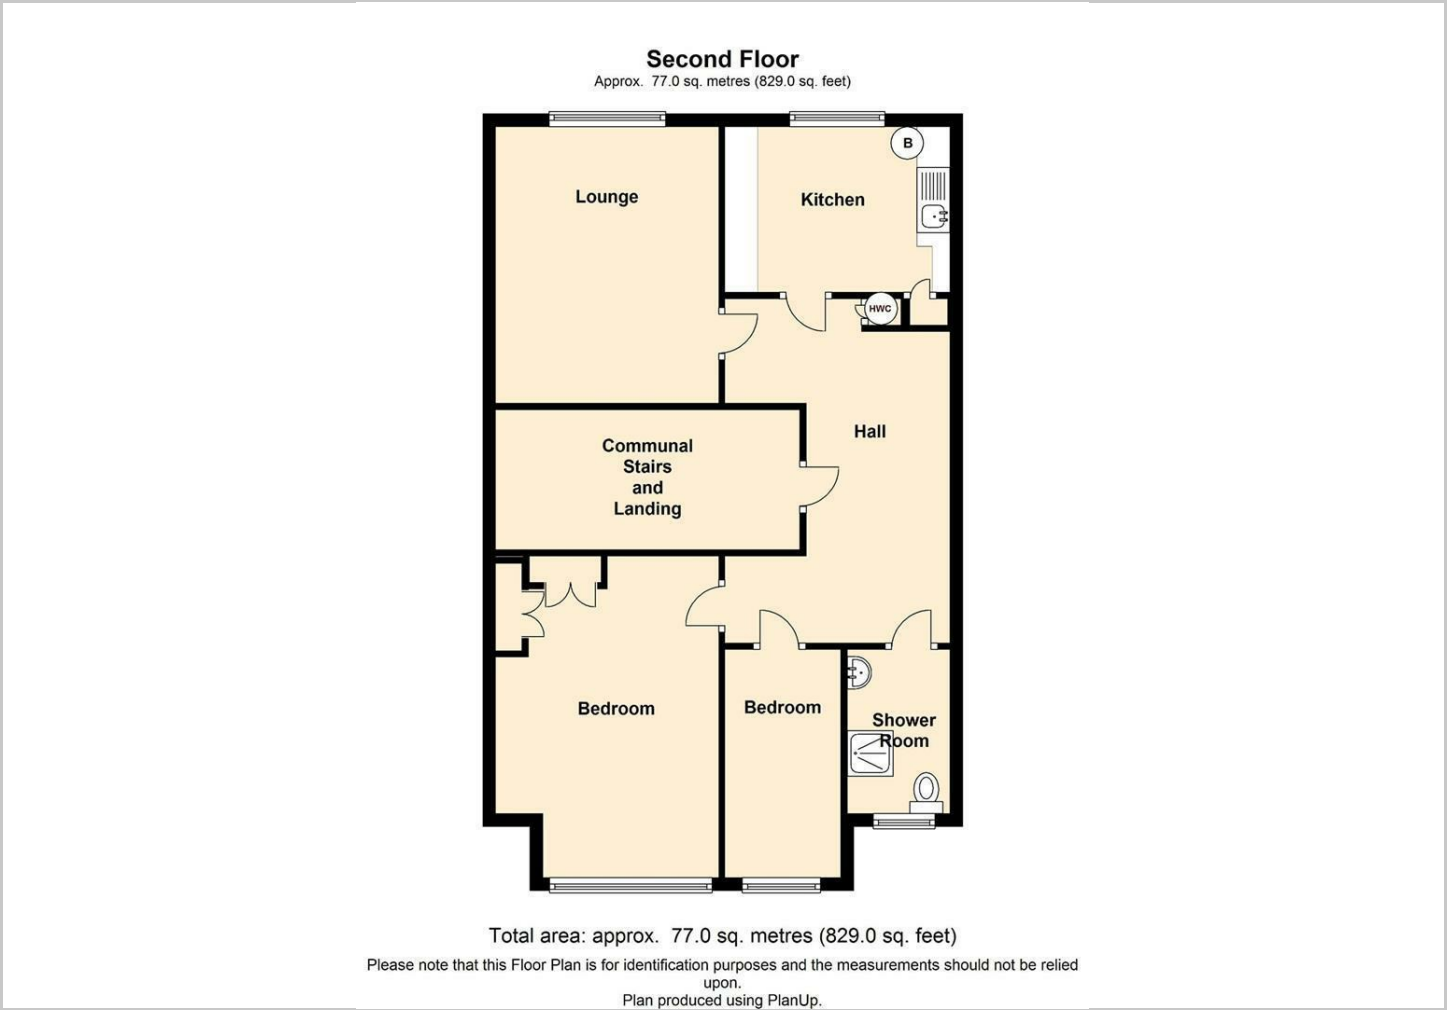 Second Floor
Approx. 77.0 sq. metres (829.0 sq. feet)
B
Lounge
Kitchen
HWC
Hall
Communal
Stairs
and
Landing
Bedroom
Bedroom
Shower
Room
Total area: approx. 77.0 sq. metres (829.0 sq. feet)
Please note that this Floor Plan is for identification purposes and the measurements should not be relied
upon.
Plan produced using PlanUp.